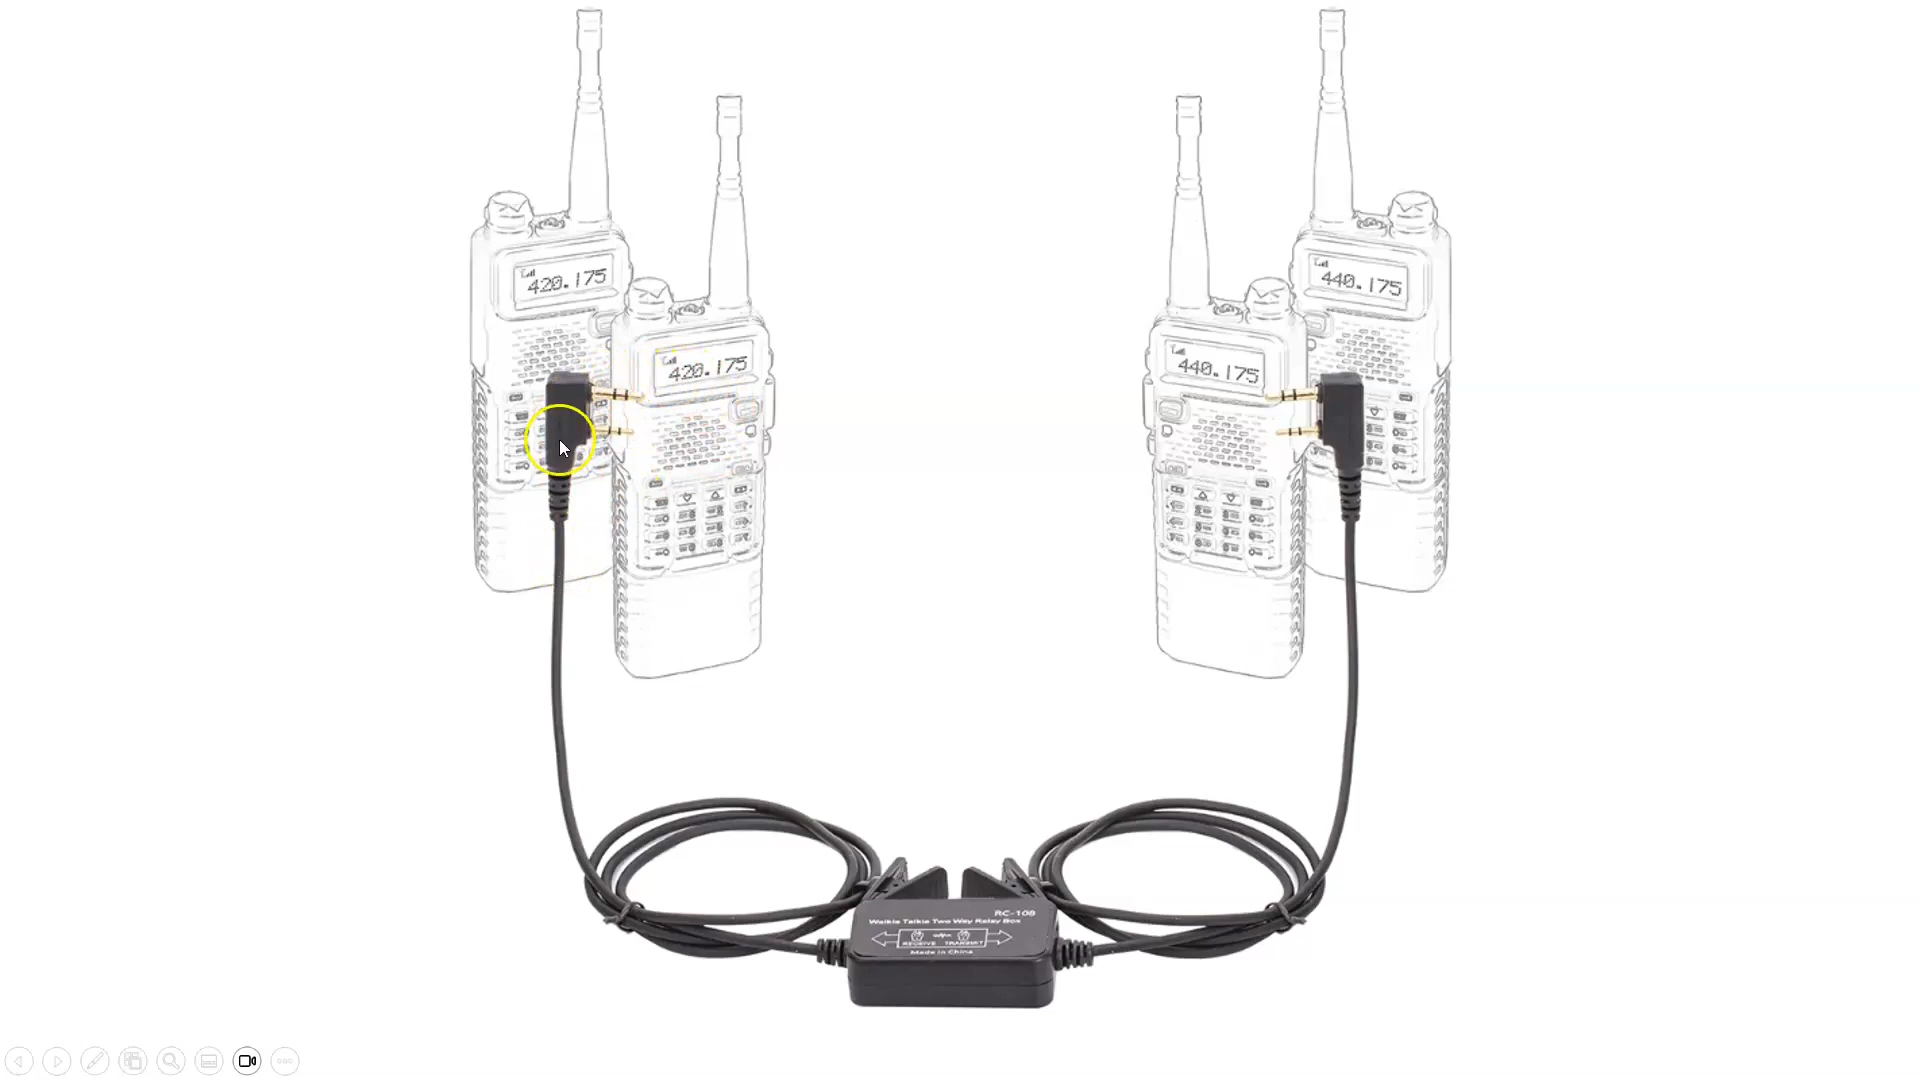 420.175
440.175
420.175
440.175
RC-108
Walkie Talkie Two Way Relay Box
RECEIVE TRANSMIT
Made in China